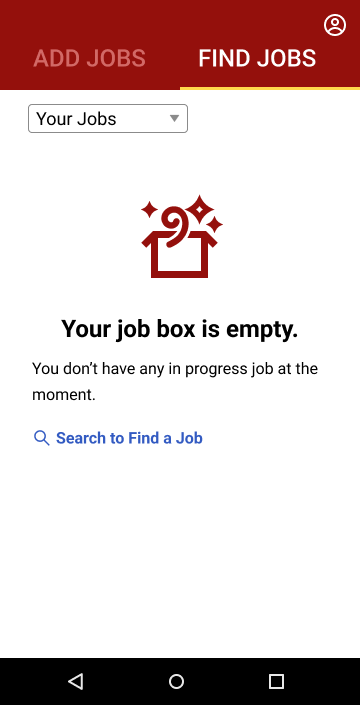 ADD JOBS
FIND JOBS
Your Jobs
Your job box is empty.
You don’t have any in progress job at the
moment.
Search to Find a Job